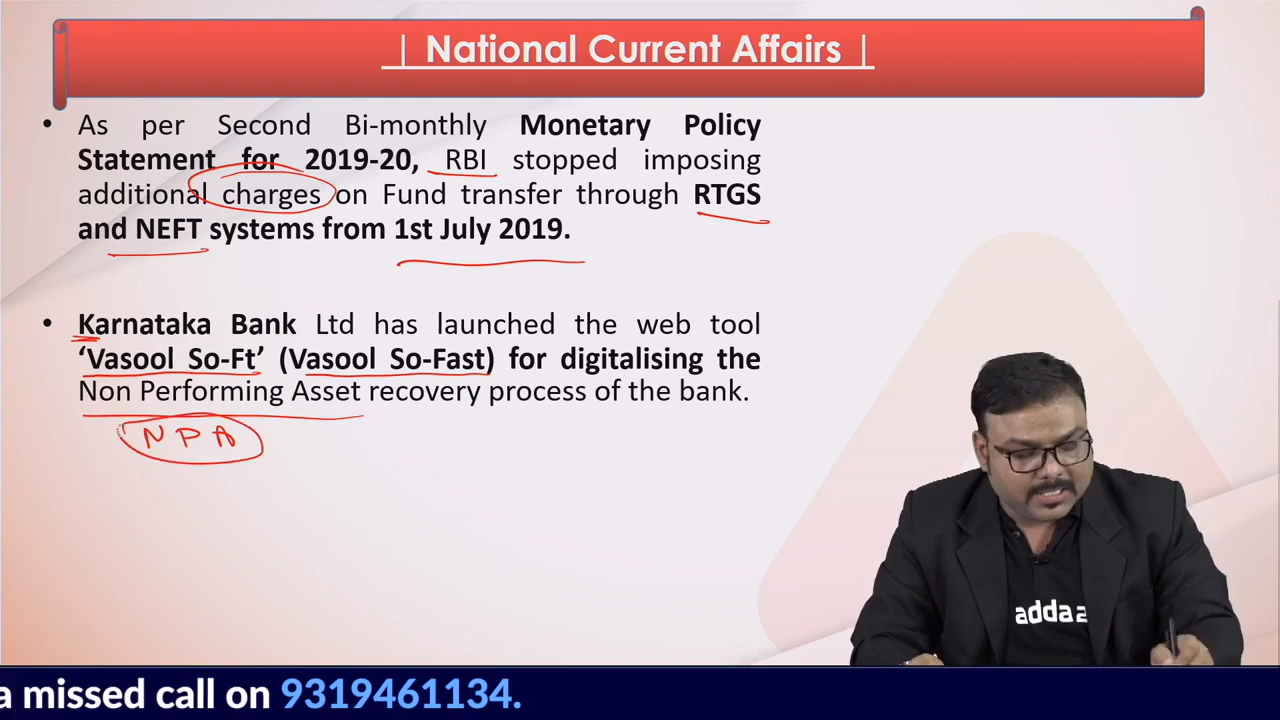 | National Current Affairs |
• As per Second Bi-monthly Monetary Policy
Statement for 2019-20, RBI stopped imposing
additional charges on Fund transfer through RTGS
and NEFT systems from 1st July 2019.
• Karnataka Bank Ltd has launched the web tool
‘Vasool So-Ft’ (Vasool So-Fast) for digitalising the
Non Performing Asset recovery process of the bank.
NPA
adda2
a missed call on 9319461134.